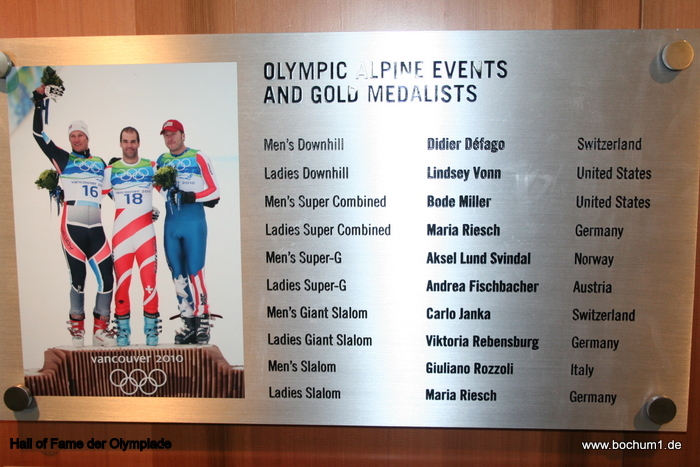 OLYMPIC ALPINE EVENTS
AND GOLD MEDALISTS
Men's Downhill Didier Défago Switzerland
Ladies Downhill Lindsey Vonn United States
Men's Super Combined Bode Miller United States
Ladies Super Combined Maria Riesch Germany
Men's Super-G Aksel Lund Svindal Norway
Ladies Super-G Andrea Fischbacher Austria
Men's Giant Slalom Carlo Janka Switzerland
Ladies Giant Slalom Viktoria Rebensburg Germany
Men's Slalom Giuliano Rozzoli Italy
Ladies Slalom Maria Riesch Germany
16
18
vancouver 2010
Hall of Fame der Olympiade
www.bochum1.de